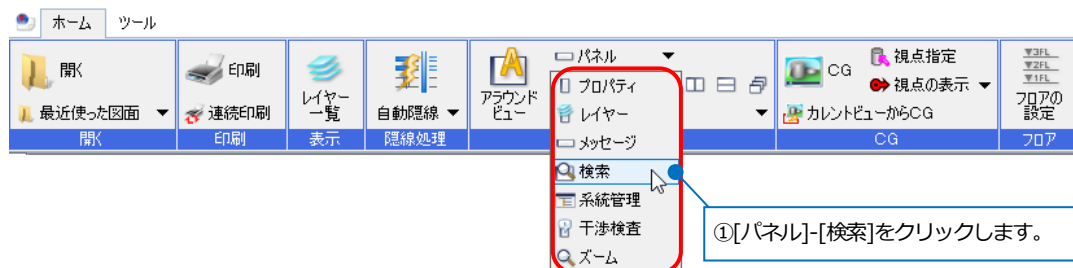 ホーム ツール
開く
最近使った図面
開く
印刷
連続印刷
印刷
レイヤー
一覧
表示
自動隠線
隠線処理
アラウンド
ビュー
パネル
プロパティ
レイヤー
メッセージ
検索
系統管理
干渉検査
ズーム
CG
視点指定
視点の表示
カレントビューからCG
CG
▼3FL
▼2FL
▼1FL
フロアの
設定
フロア
①[パネル]-[検索]をクリックします。